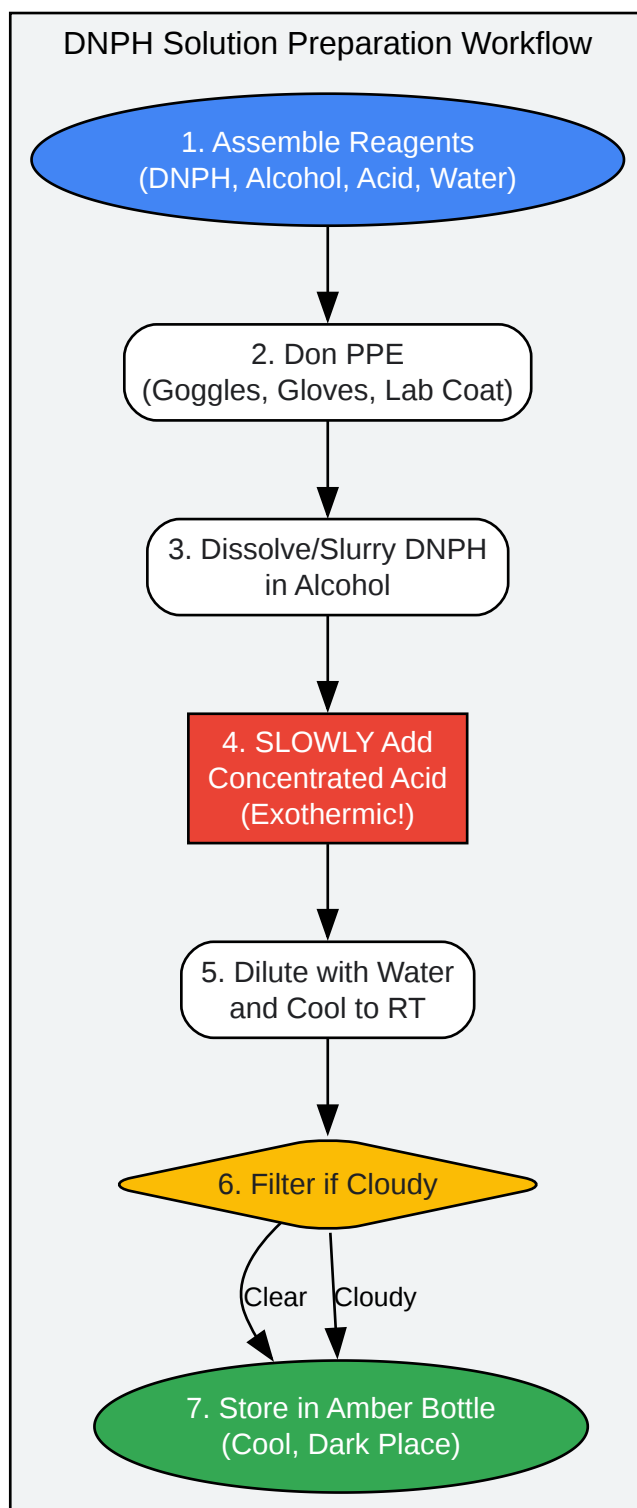 DNPH Solution Preparation Workflow
1. Assemble Reagents
(DNPH, Alcohol, Acid, Water)
2. Don PPE
(Goggles, Gloves, Lab Coat)
3. Dissolve/Slurry DNPH
in Alcohol
4. SLOWLY Add
Concentrated Acid
(Exothermic!)
5. Dilute with Water
and Cool to RT
6. Filter if Cloudy
Clear
Cloudy
7. Store in Amber Bottle
(Cool, Dark Place)